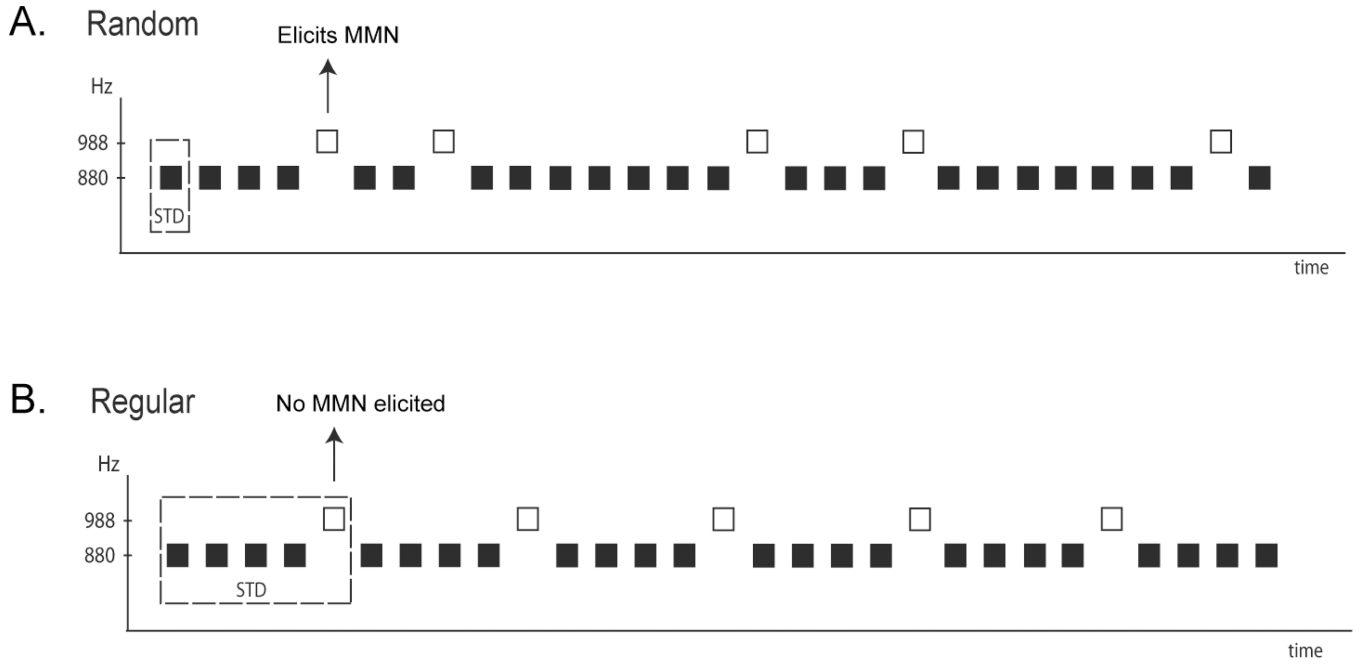 A. Random
Elicits MMN
Hz
988
880
STD
time
B. Regular
No MMN elicited
Hz
988
880
STD
time